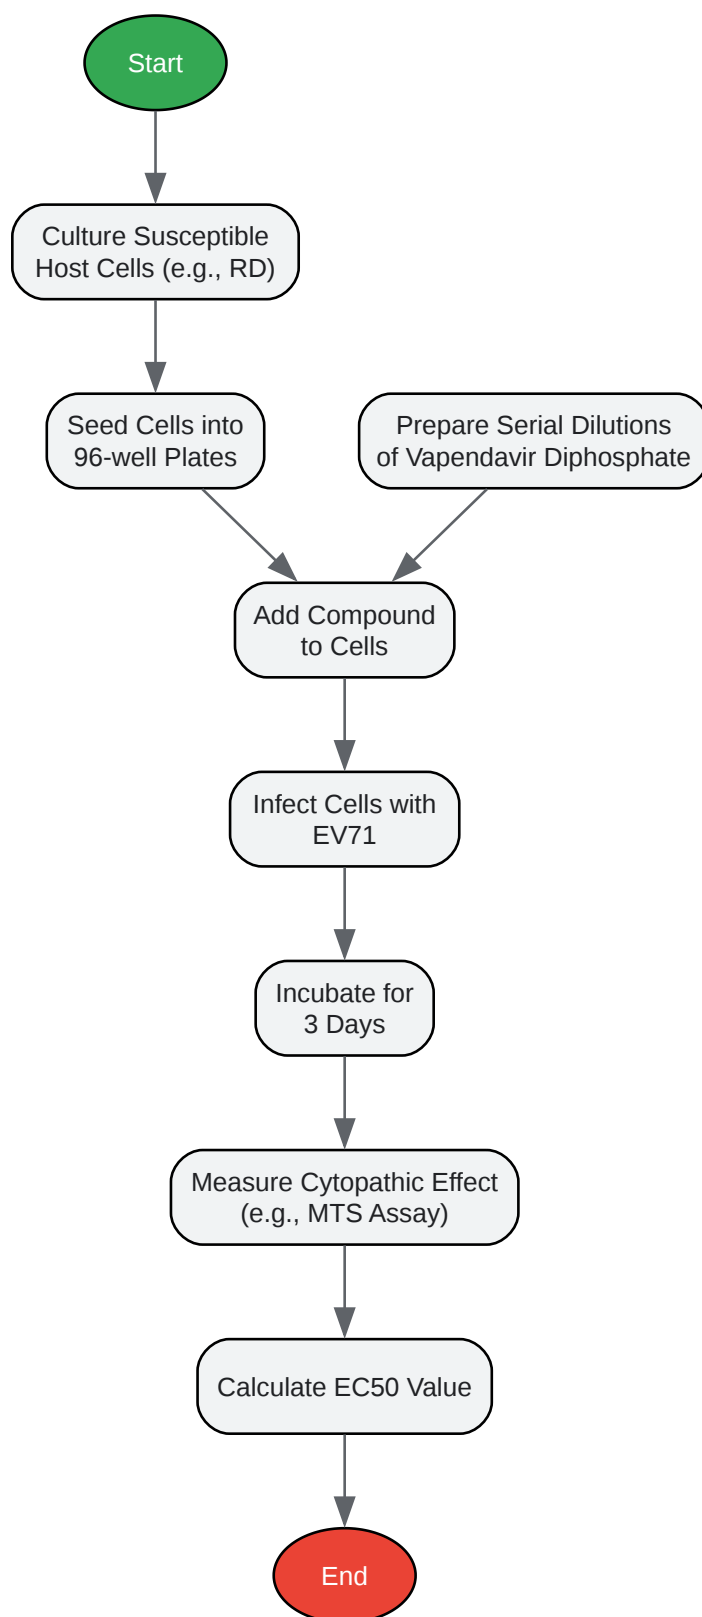 Start
Culture Susceptible
Host Cells (e.g., RD)
Seed Cells into
96-well Plates
Prepare Serial Dilutions
of Vapendavir Diphosphate
Add Compound
to Cells
Infect Cells with
EV71
Incubate for
3 Days
Measure Cytopathic Effect
(e.g., MTS Assay)
Calculate EC50 Value
End